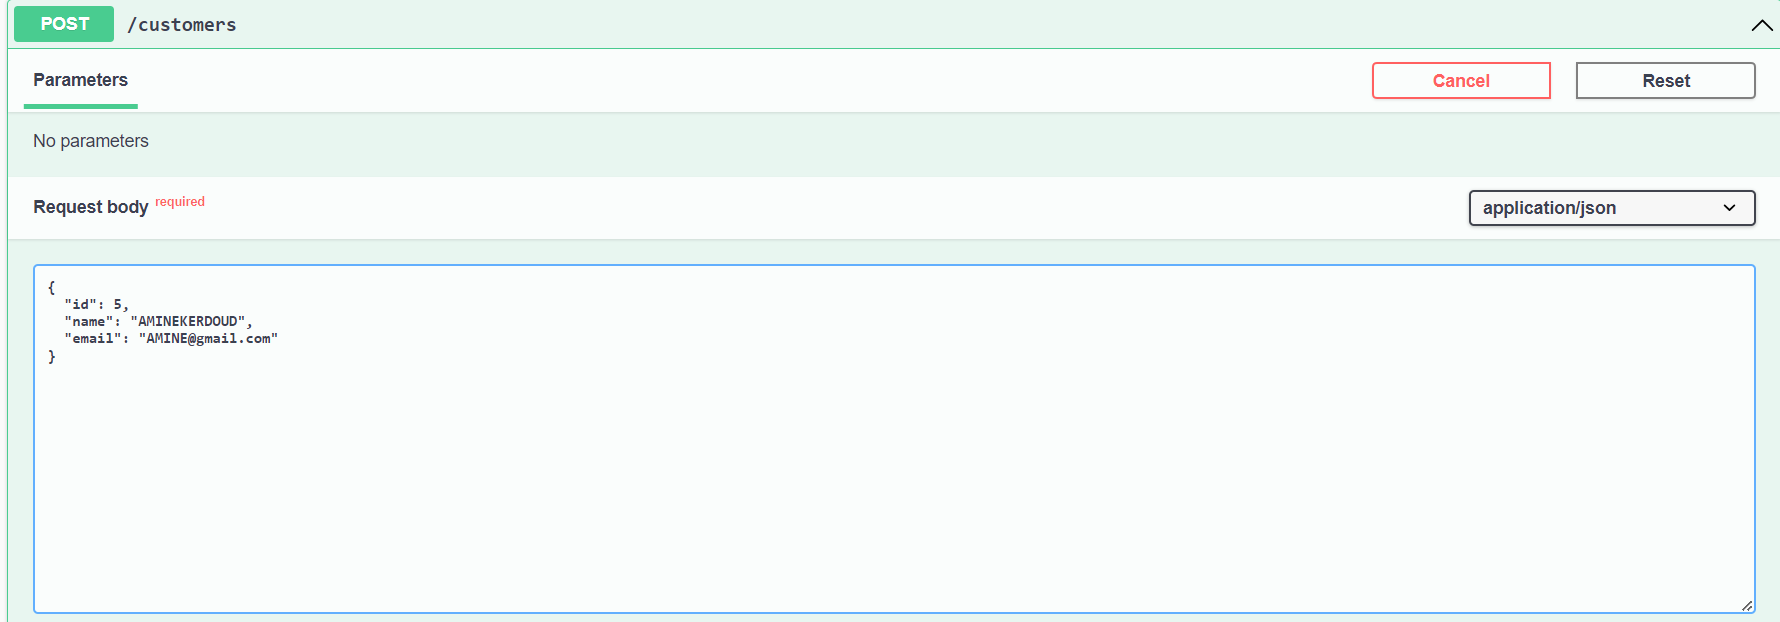 POST /customers
Parameters
Cancel
Reset
No parameters
Request body required
application/json
{
  "id": 5,
  "name": "AMINEKERDOUD",
  "email": "AMINE@gmail.com"
}